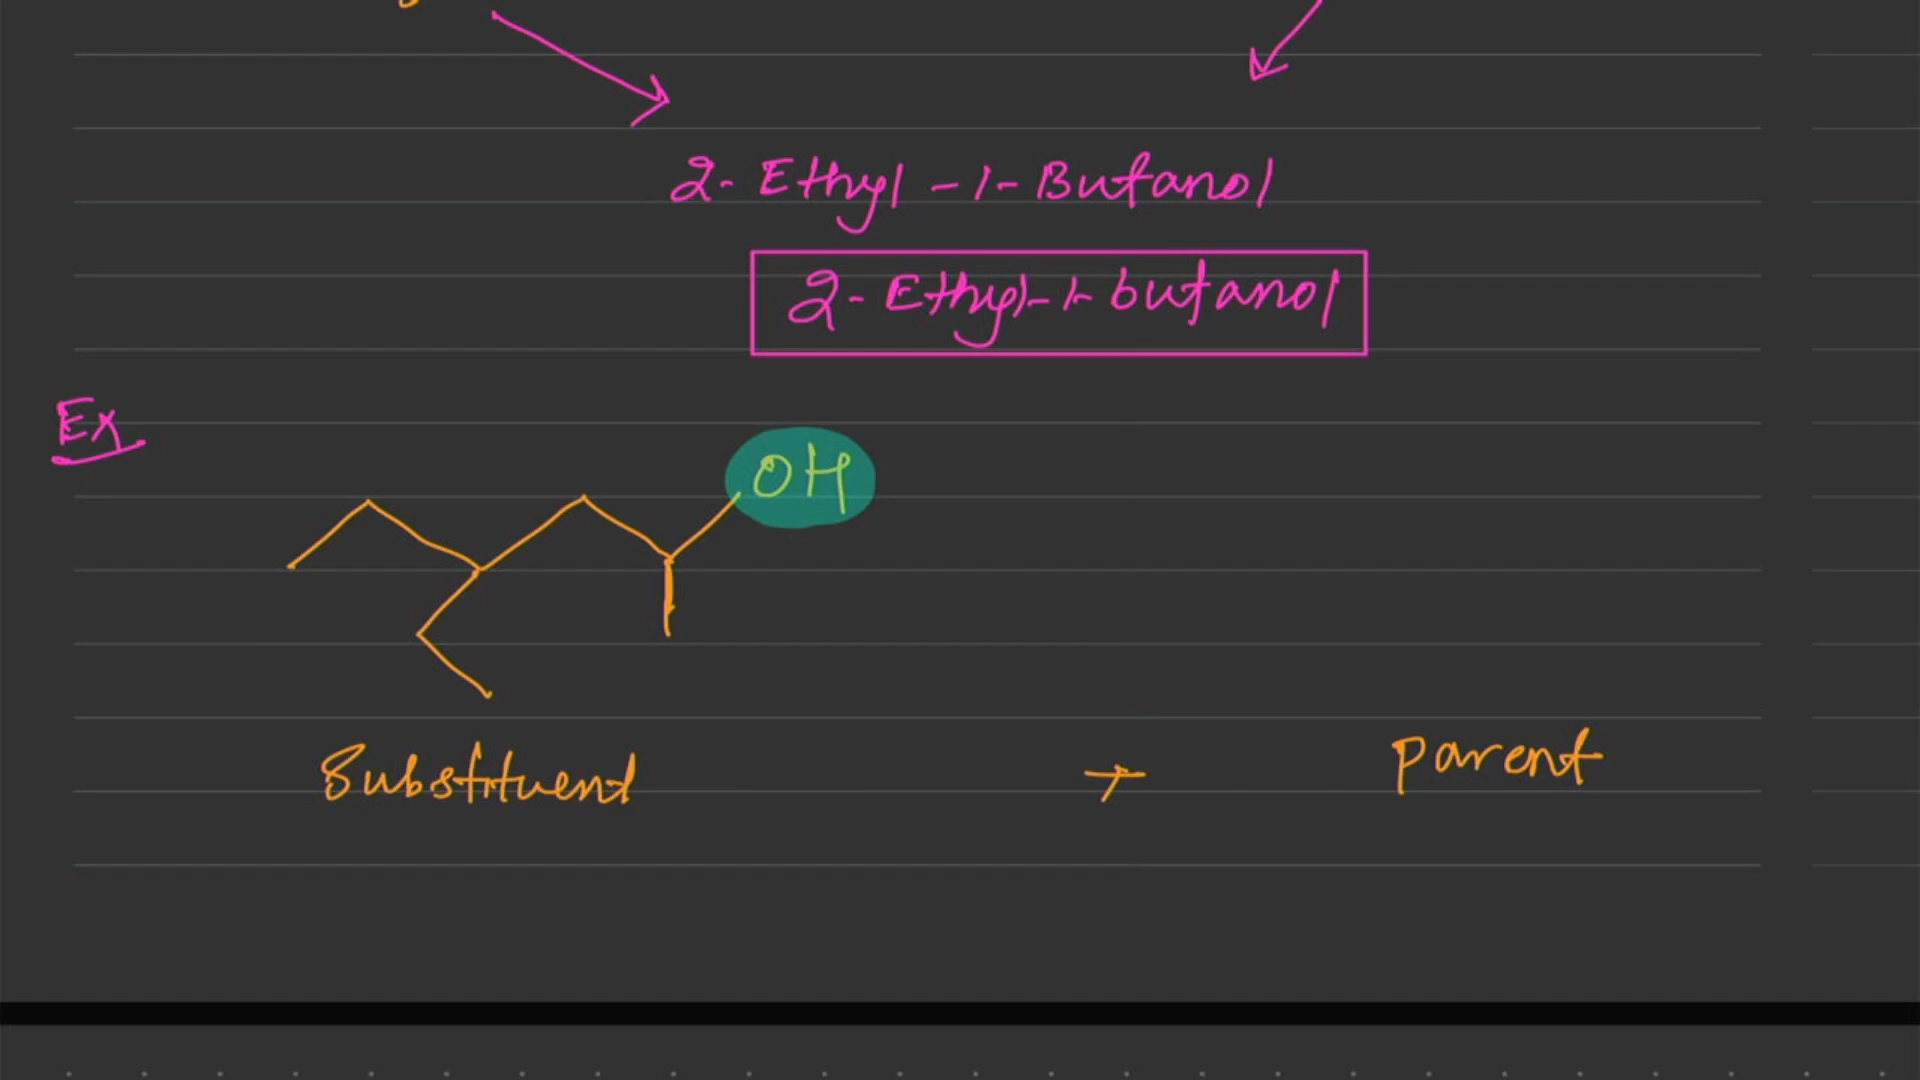 2-Ethyl-1-Butanol
2-Ethyl-1-butanol
Ex
OH
Substituent + parent